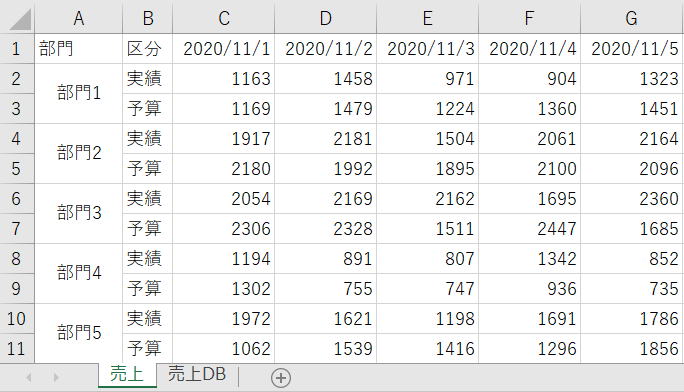 A B C D E F G
1 部門 区分 2020/11/1 2020/11/2 2020/11/3 2020/11/4 2020/11/5
2 部門1 実績 1163 1458 971 904 1323
3 予算 1169 1479 1224 1360 1451
4 部門2 実績 1917 2181 1504 2061 2164
5 予算 2180 1992 1895 2100 2096
6 部門3 実績 2054 2169 2162 1695 2360
7 予算 2306 2328 1511 2447 1685
8 部門4 実績 1194 891 807 1342 852
9 予算 1302 755 747 936 735
10 部門5 実績 1972 1621 1198 1691 1786
11 予算 1062 1539 1416 1296 1856
売上 売上DB